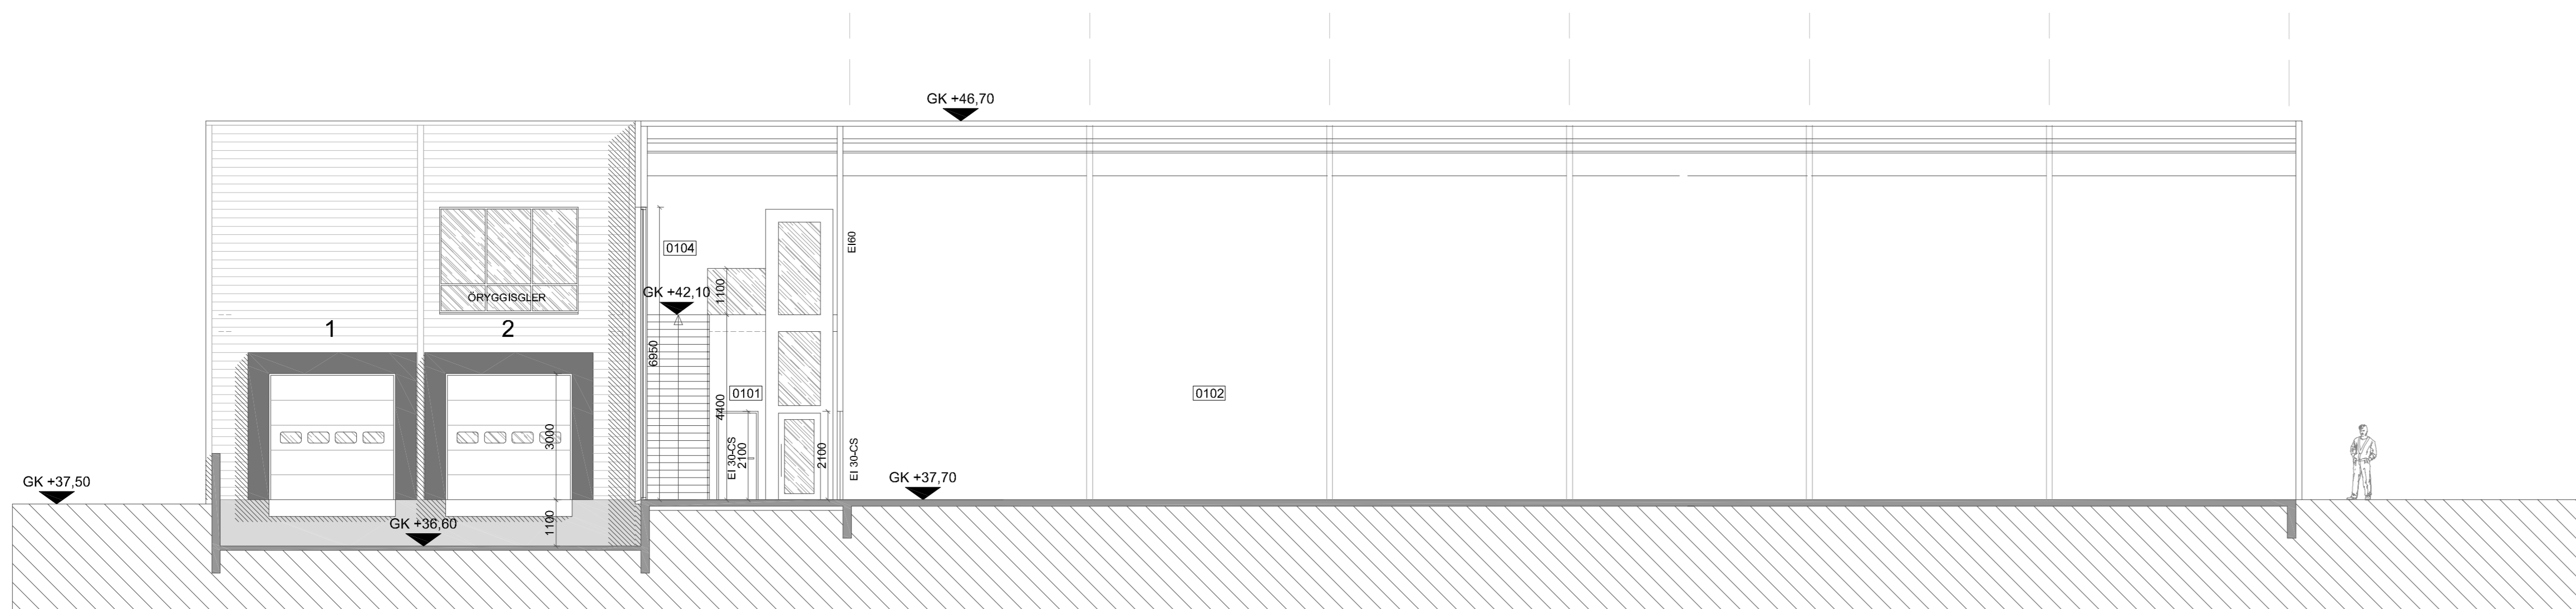 GK +46,70
EI60
0104
GK +42,10
1100
ÖRYGGISGLER
1
2
6950
0101
0102
4400
3000
EI 30-CS
2100
2100
EI 30-CS
GK +37,50
GK +37,70
GK +36,60
1100